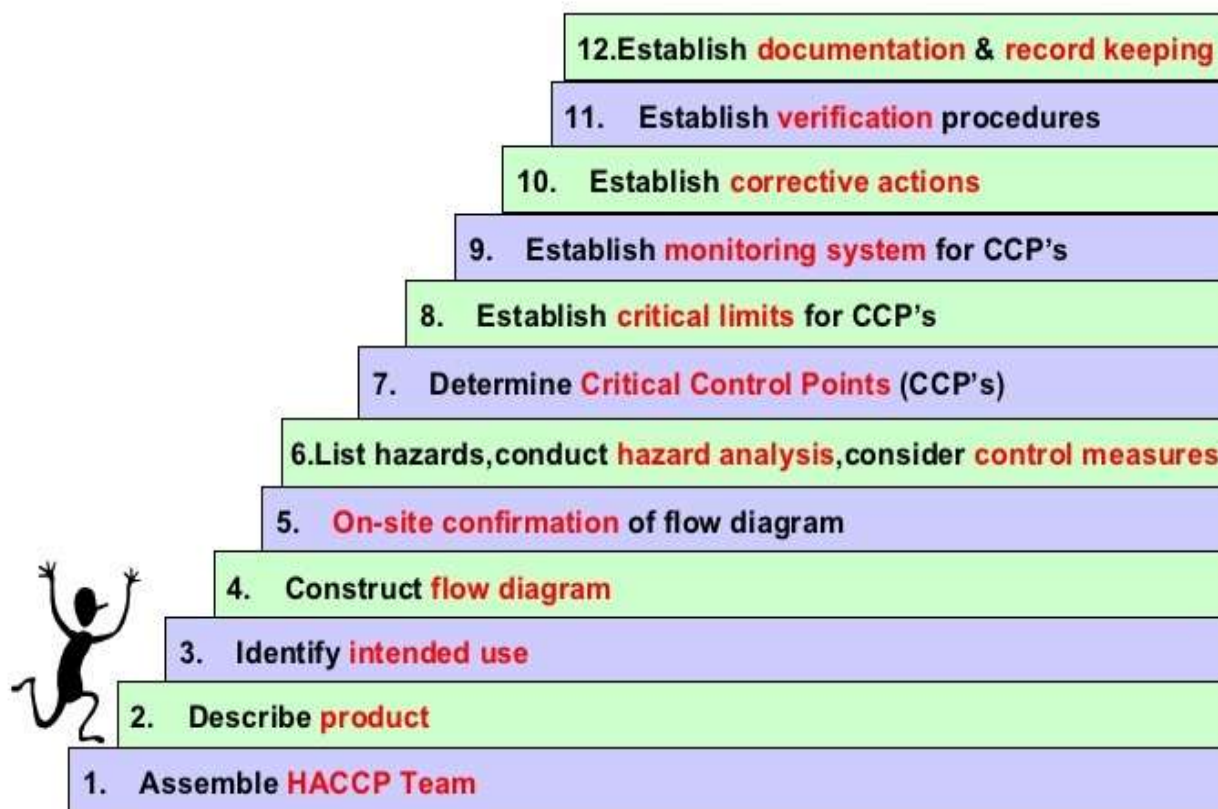 12.Establish documentation & record keeping
11. Establish verification procedures
10. Establish corrective actions
9. Establish monitoring system for CCP's
8. Establish critical limits for CCP's
7. Determine Critical Control Points (CCP's)
6.List hazards,conduct hazard analysis,consider control measures
5. On-site confirmation of flow diagram
4. Construct flow diagram
3. Identify intended use
2. Describe product
1. Assemble HACCP Team